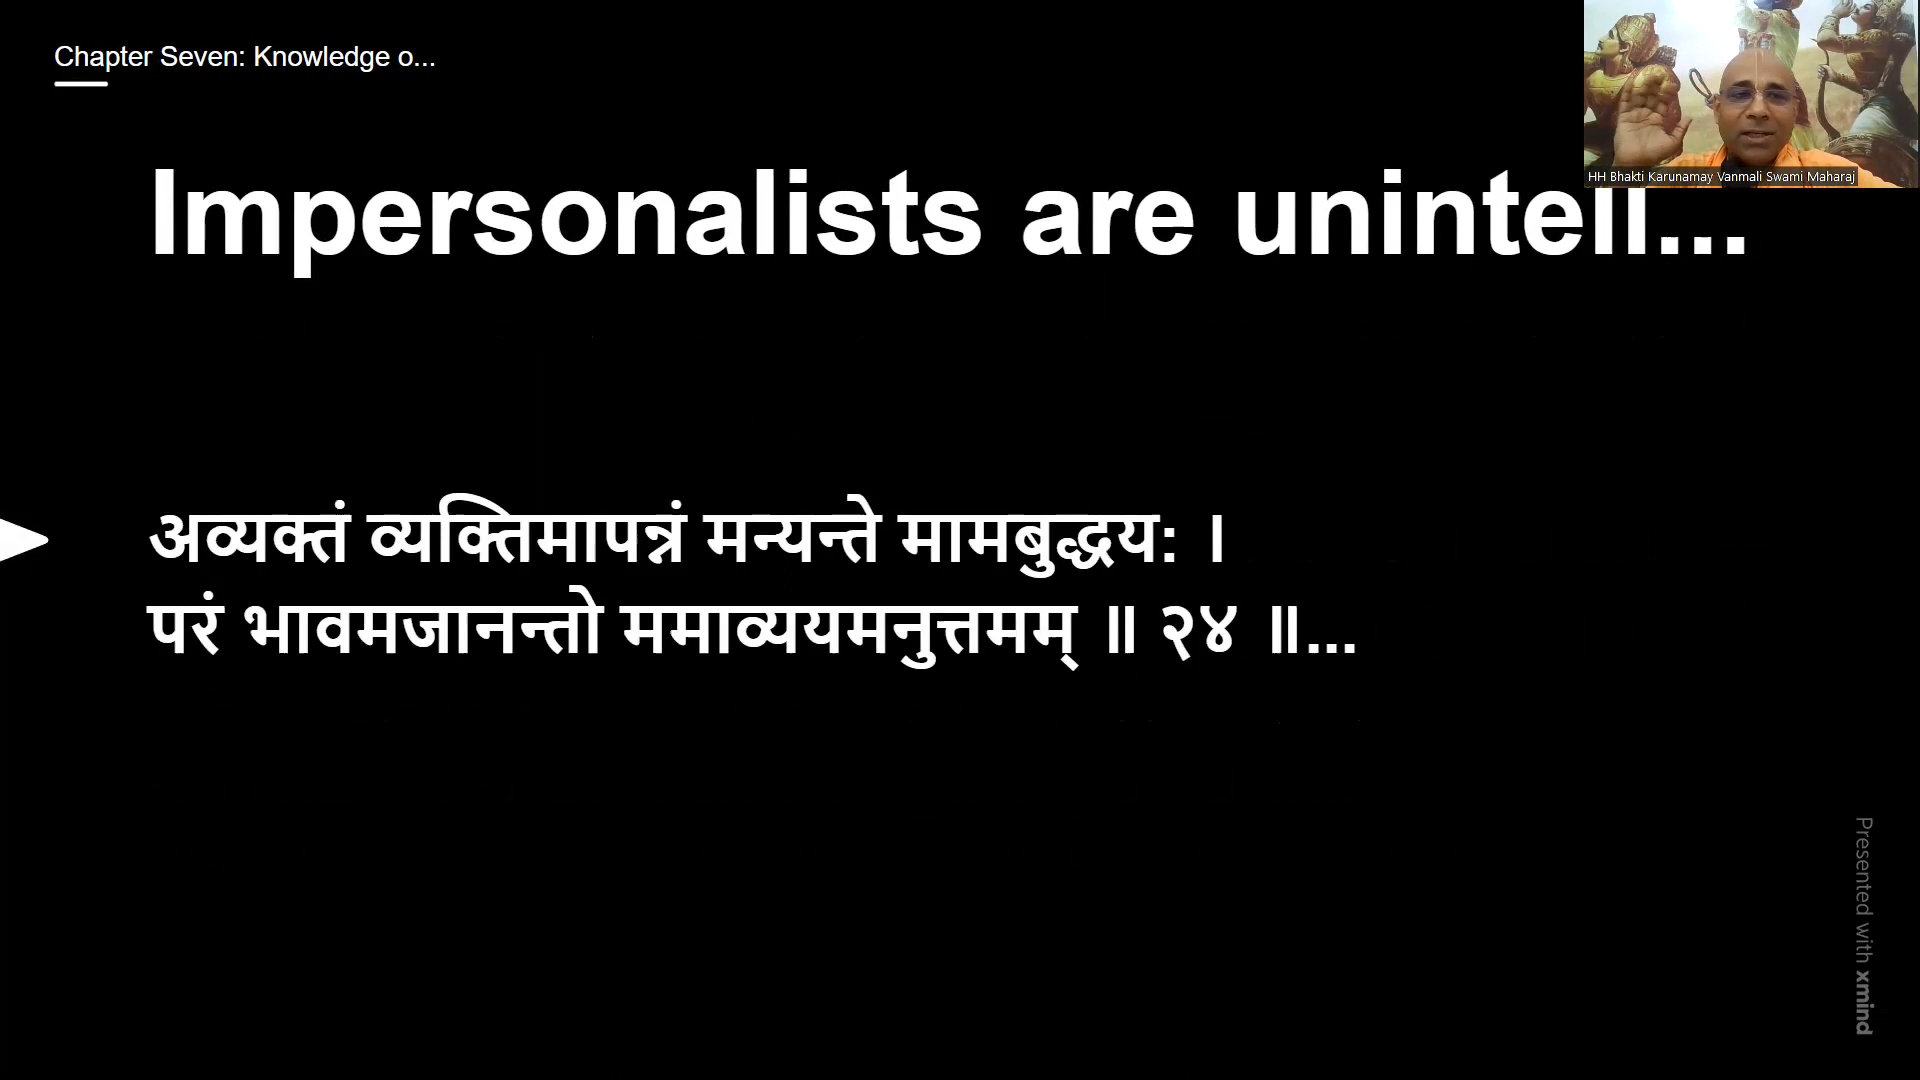 Chapter Seven: Knowledge o...
HH Bhakti Karunamay Vanmali Swami Maharaj
Impersonalists are unintell...
अव्यक्तं व्यक्तिमापन्नं मन्यन्ते मामबुद्धयः ।
परं भावमजानन्तो ममाव्ययमनुत्तमम् ॥ २४ ॥...
Presented with xmind